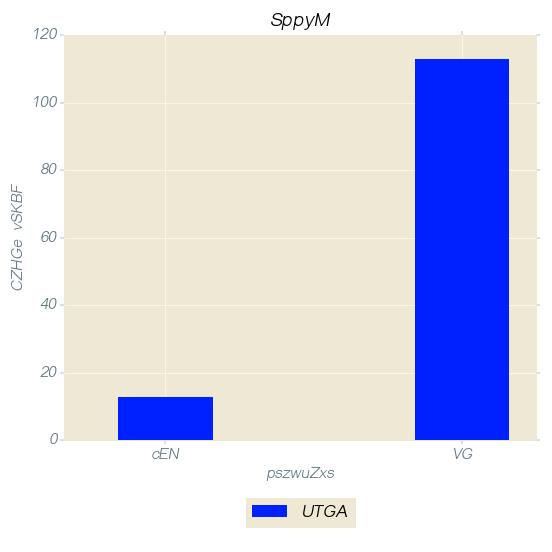 SppyM
120
100
80
60
40
20
0
CZHGe vSKBF
cEN VG
pszwuZxs
UTGA